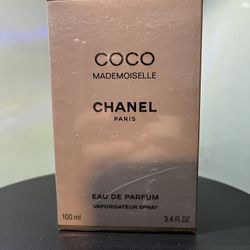 COCO
MADEMOISELLE
CHANEL
PARIS
EAU DE PARFUM
VAPORISATEUR SPRAY
100 ml 3.4 FL.OZ.